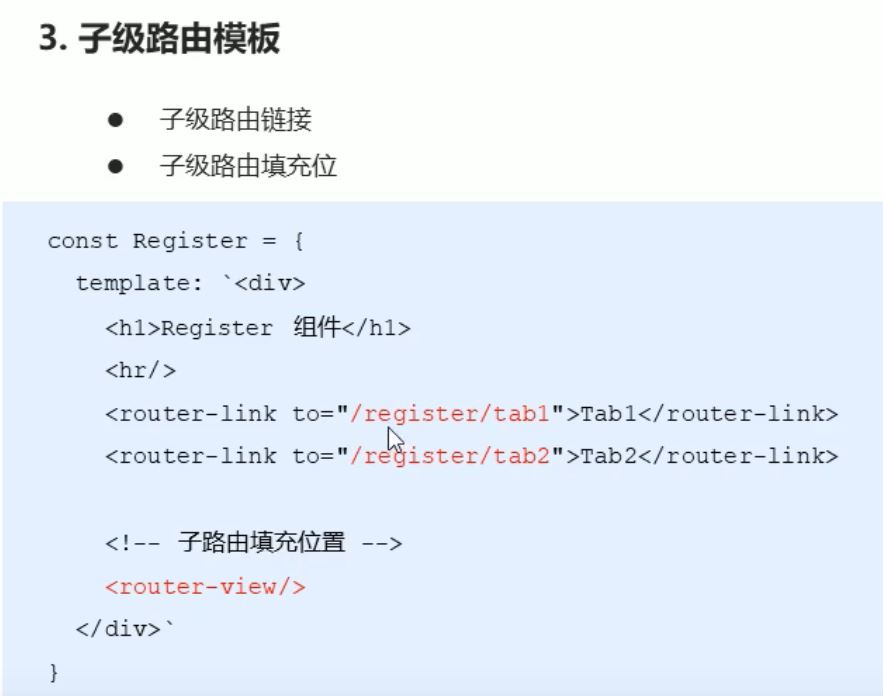 3. 子级路由模板
● 子级路由链接
● 子级路由填充位
const Register = {
  template: `<div>
    <h1>Register 组件</h1>
    <hr/>
    <router-link to="/register/tab1">Tab1</router-link>
    <router-link to="/register/tab2">Tab2</router-link>
    <!-- 子路由填充位置 -->
    <router-view/>
  </div>`
}